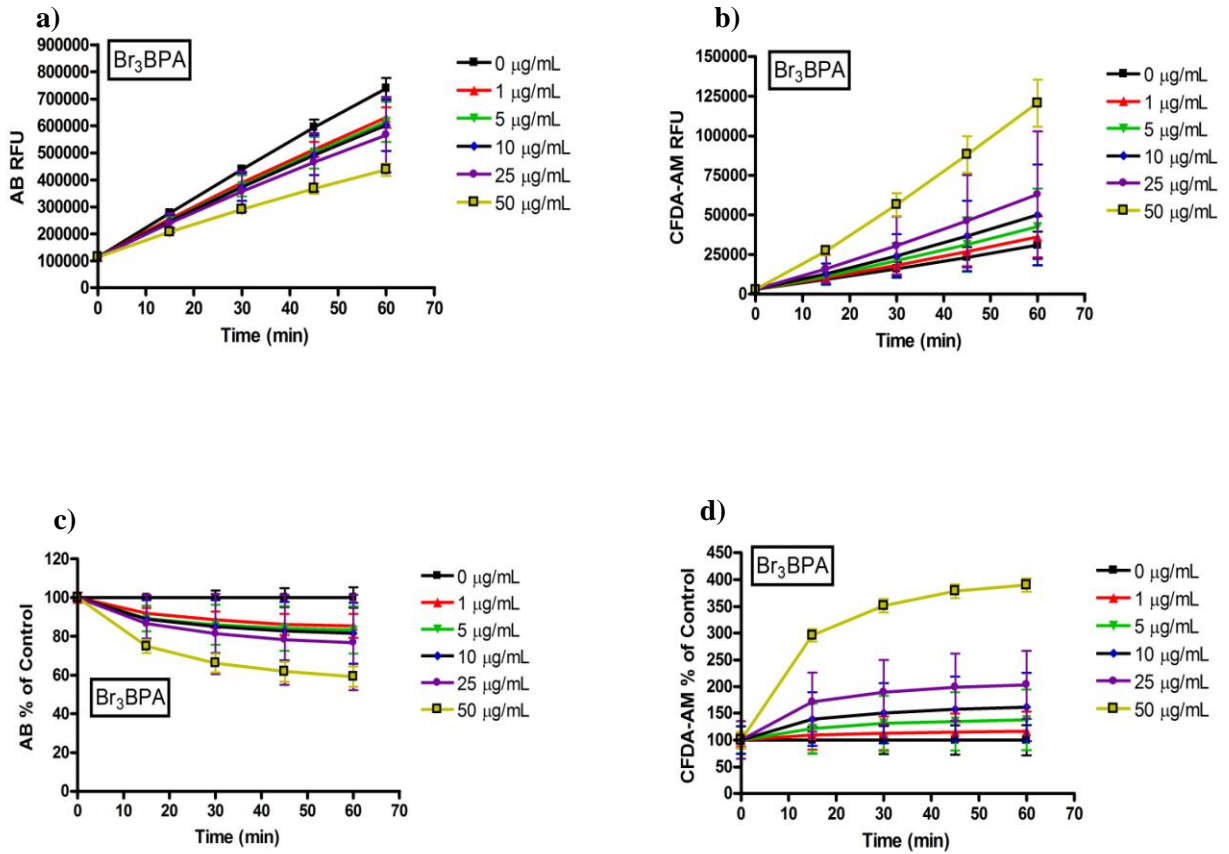 a)
Br₃BPA
AB RFU
900000
800000
700000
600000
500000
400000
300000
200000
100000
0
0 10 20 30 40 50 60 70
Time (min)
0 µg/mL
1 µg/mL
5 µg/mL
10 µg/mL
25 µg/mL
50 µg/mL
b)
Br₃BPA
CFDA-AM RFU
150000
125000
100000
75000
50000
25000
0
0 10 20 30 40 50 60 70
Time (min)
0 µg/mL
1 µg/mL
5 µg/mL
10 µg/mL
25 µg/mL
50 µg/mL
c)
Br₃BPA
AB % of Control
120
100
80
60
40
20
0
0 10 20 30 40 50 60 70
Time (min)
0 µg/mL
1 µg/mL
5 µg/mL
10 µg/mL
25 µg/mL
50 µg/mL
d)
Br₃BPA
CFDA-AM % of Control
450
400
350
300
250
200
150
100
50
0
0 10 20 30 40 50 60 70
Time (min)
0 µg/mL
1 µg/mL
5 µg/mL
10 µg/mL
25 µg/mL
50 µg/mL